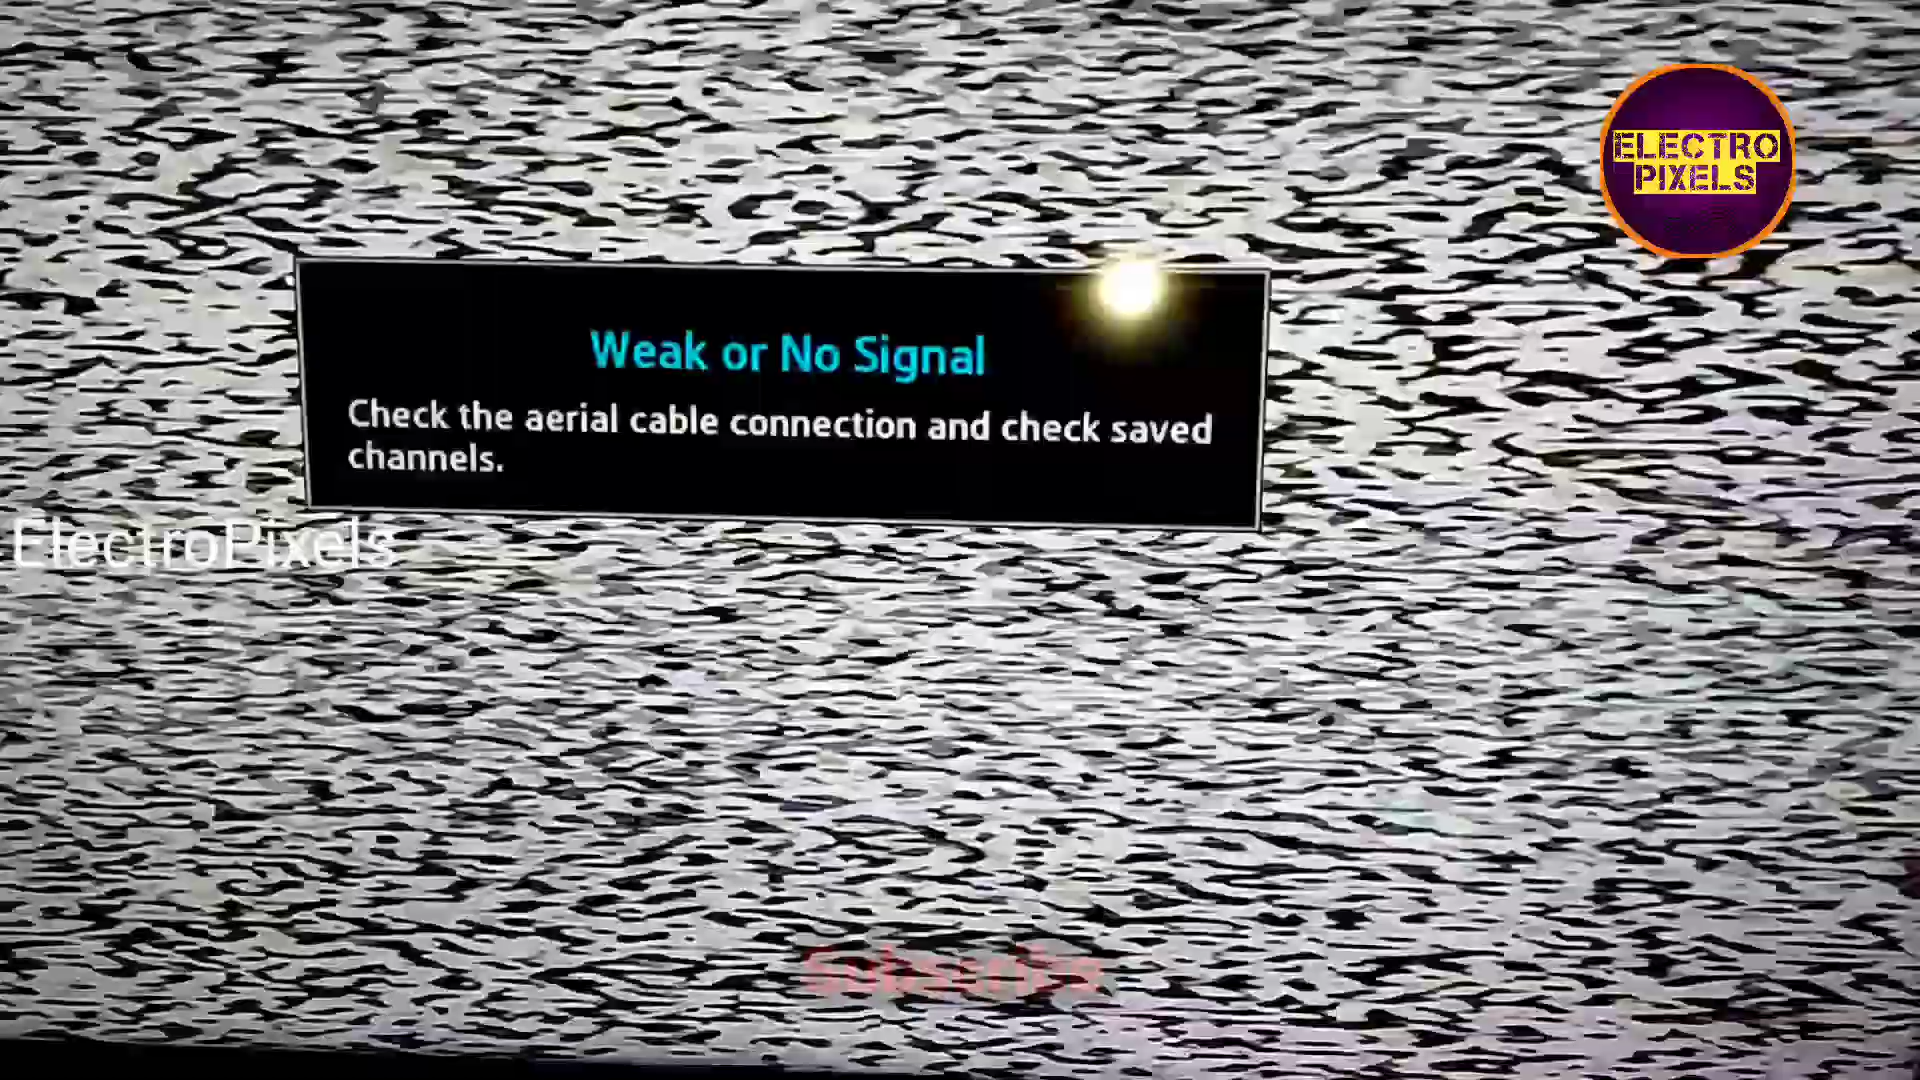 ELECTRO
PIXELS
Weak or No Signal
Check the aerial cable connection and check saved
channels.
ElectroPixels
Subscribe